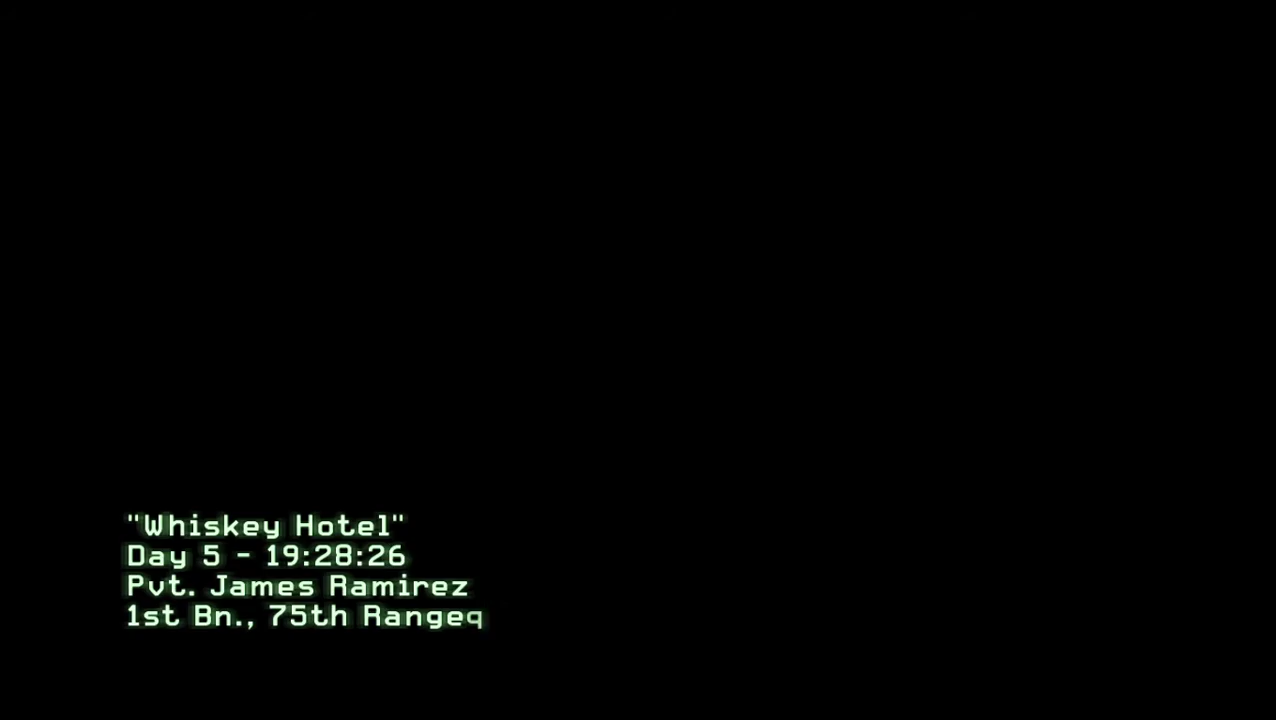 "Whiskey Hotel"
Day 5 - 19:28:26
Pvt. James Ramirez
1st Bn., 75th Rangeq